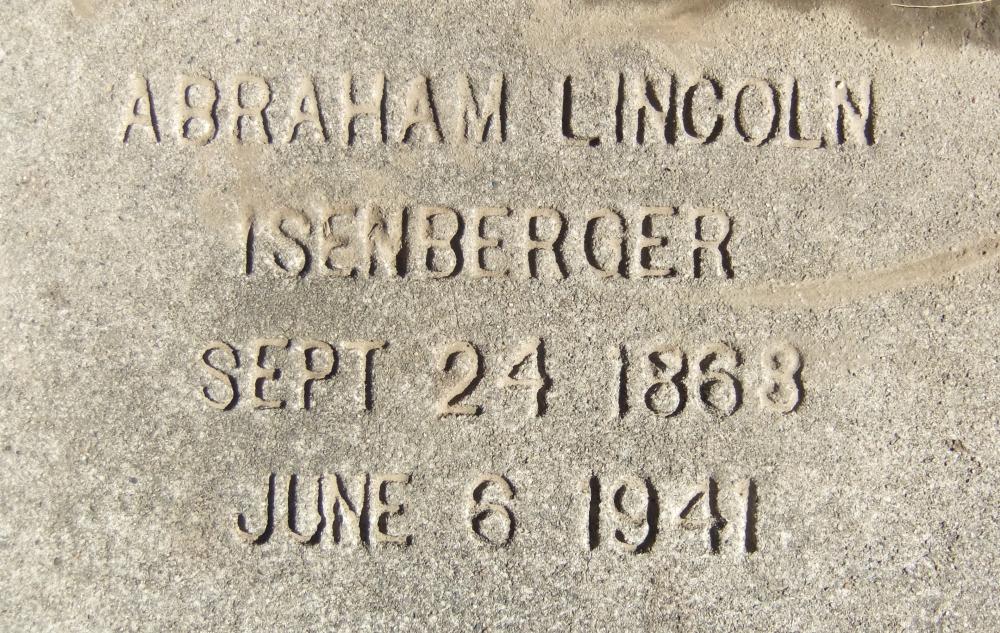 ABRAHAM LINCOLN
ISENBERGER
SEPT 24 1868
JUNE 6 1941